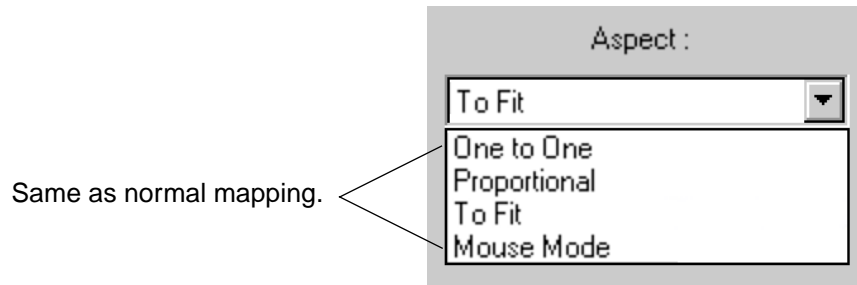 Aspect :
To Fit
One to One
Proportional
To Fit
Mouse Mode
Same as normal mapping.